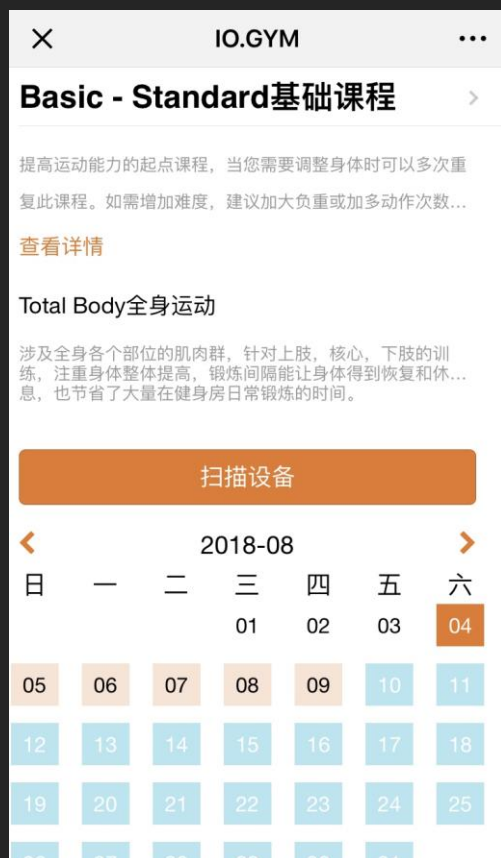 IO.GYM
Basic - Standard基础课程
提高运动能力的起点课程，当您需要调整身体时可以多次重
复此课程。如需增加难度，建议加大负重或加多动作次数...
查看详情
Total Body全身运动
涉及全身各个部位的肌肉群，针对上肢，核心，下肢的训
练，注重身体整体提高，锻炼间隔能让身体得到恢复和休...
息，也节省了大量在健身房日常锻炼的时间。
扫描设备
2018-08
日 一 二 三 四 五 六
01 02 03 04
05 06 07 08 09 10 11
12 13 14 15 16 17 18
19 20 21 22 23 24 25